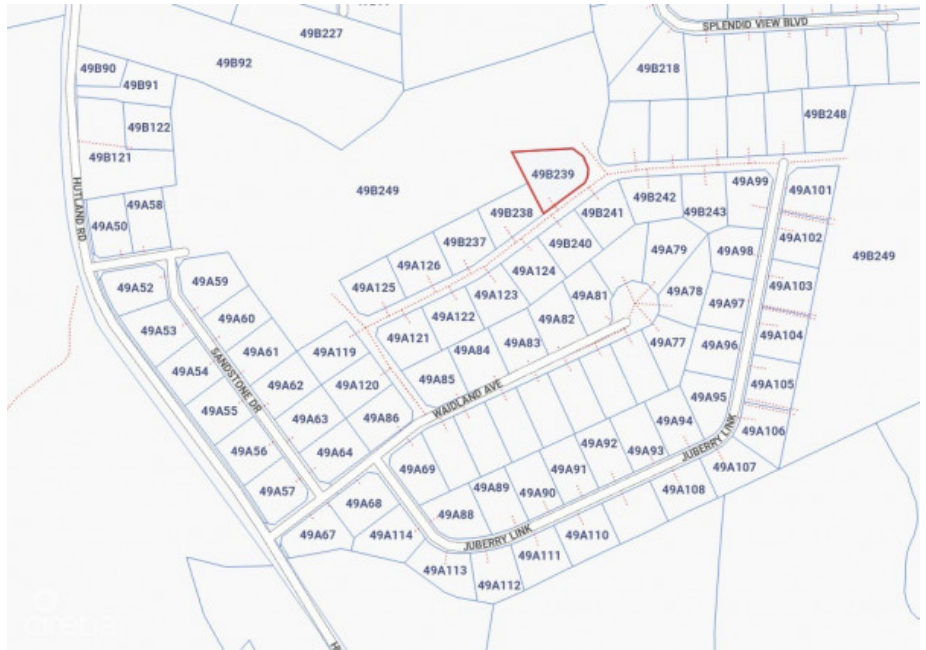 SPLENDID VIEW BLVD
49B227
49B92
49B218
49B90
49B91
49B122
49B248
49B121
49B239
49A99
49A101
HUTLAND RD
49B249
49A58
49A50
49B238
49B241
49B242
49B243
49A102
49B237
49B240
49A79
49A98
49B249
49A126
49A124
49A59
49A52
49A125
49A123
49A81
49A78
49A103
49A97
49A60
49A53
49A122
49A82
49A104
49A121
49A61
49A119
49A84
49A83
49A77
49A96
49A54
SANDSTONE DR
49A62
49A120
49A85
WAIDLAND AVE
49A105
49A95
49A55
49A63
49A86
49A94
49A106
49A56
49A64
49A92
49A93
JUBERRY LINK
49A69
49A91
49A107
49A57
49A89
49A90
49A108
49A68
49A88
49A67
49A114
JUBERRY LINK
49A110
49A111
49A113
49A112